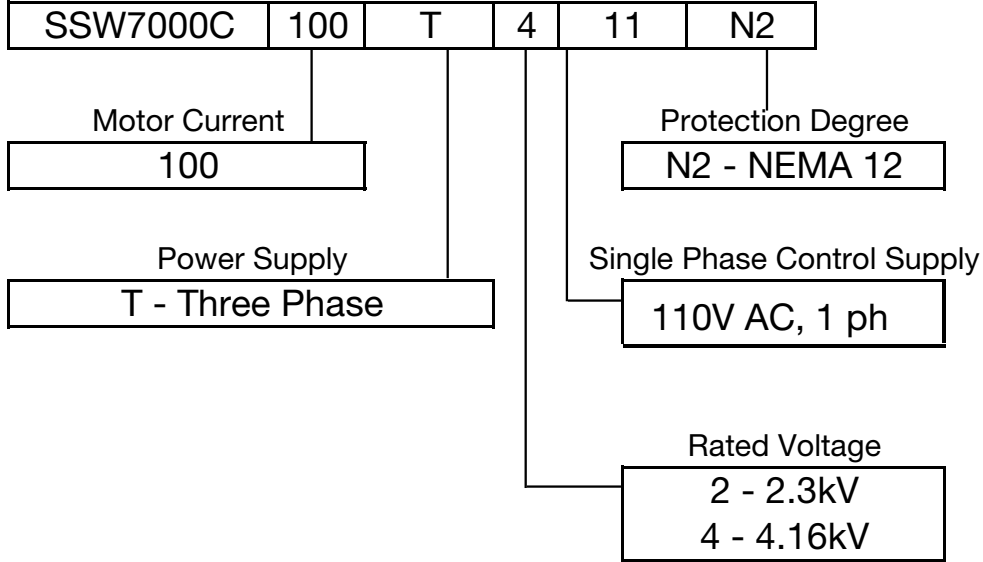 SSW7000C 100 T 4 11 N2
Motor Current
100
Protection Degree
N2 - NEMA 12
Power Supply
T - Three Phase
Single Phase Control Supply
110V AC, 1 ph
Rated Voltage
2 - 2.3kV
4 - 4.16kV